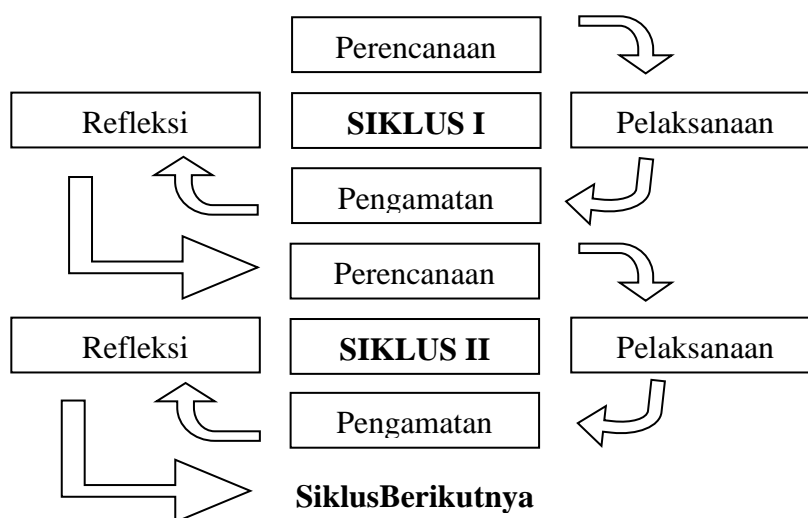 Perencanaan
Refleksi SIKLUS I Pelaksanaan
Pengamatan
Perencanaan
Refleksi SIKLUS II Pelaksanaan
Pengamatan
SiklusBerikutnya